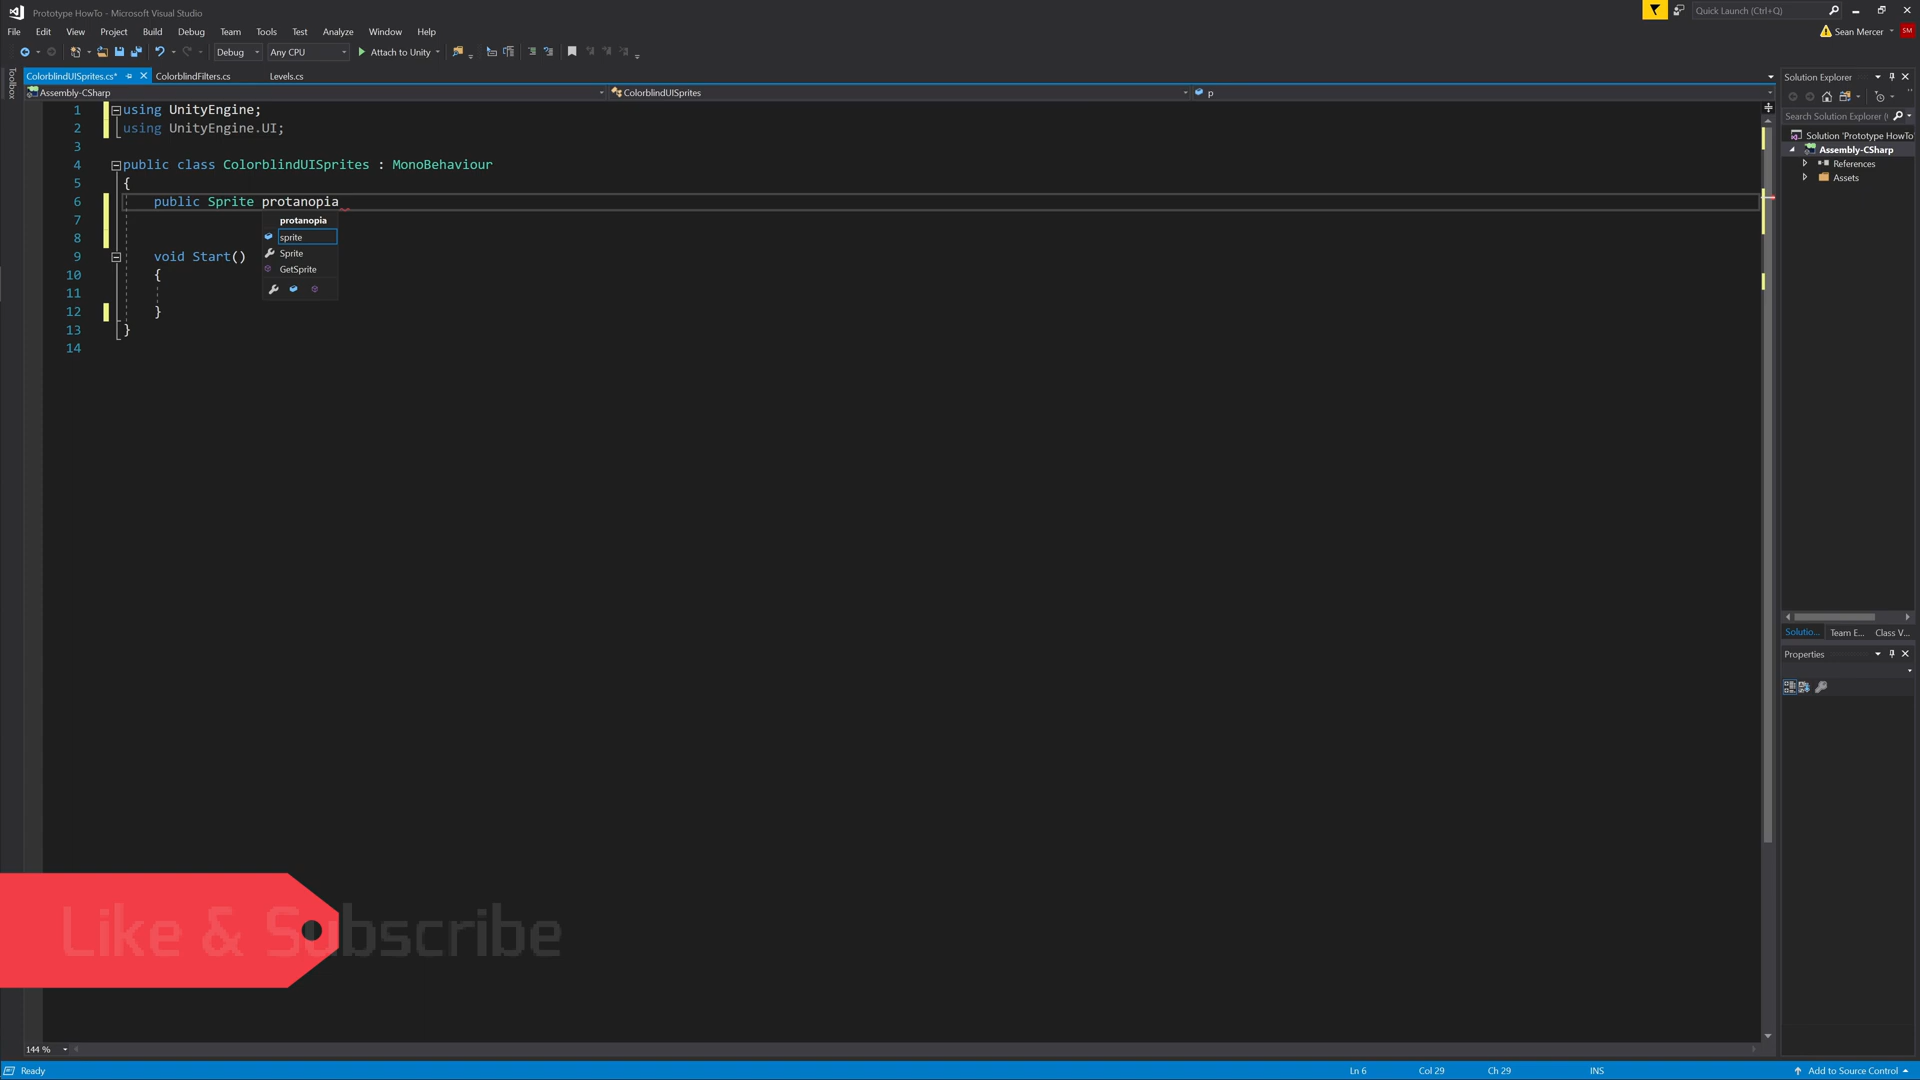 Prototype HowTo - Microsoft Visual Studio
Quick Launch (Ctrl+Q)
File Edit View Project Build Debug Team Tools Test Analyze Window Help
Sean Mercer SM
Debug Any CPU Attach to Unity
Toolbox
ColorblindUISprites.cs* ColorblindFilters.cs Levels.cs
Assembly-CSharp ColorblindUISprites p
1 using UnityEngine;
2 using UnityEngine.UI;
3
4 public class ColorblindUISprites : MonoBehaviour
5 {
6 public Sprite protanopia
7
8
9 void Start()
10 {
11
12 }
13 }
14
protanopia
sprite
Sprite
GetSprite
Solution Explorer
Search Solution Explorer (
Solution 'Prototype HowTo
Assembly-CSharp
References
Assets
Solutio... Team E... Class V...
Properties
Like & Subscribe
144 %
Ready Ln 6 Col 29 Ch 29 INS Add to Source Control